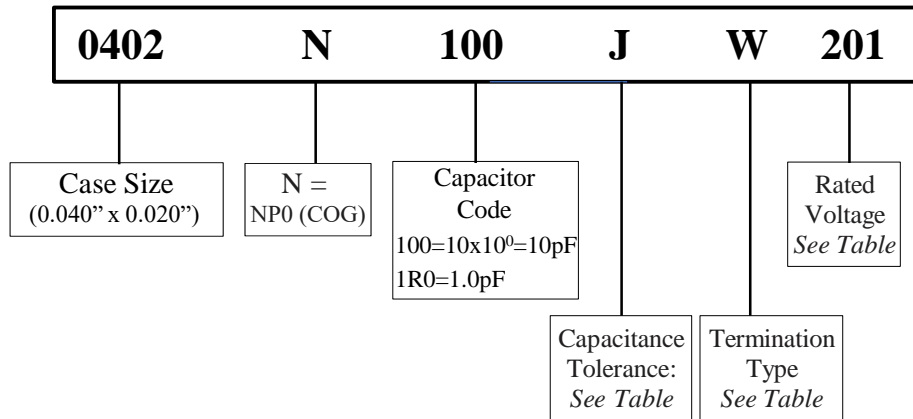 0402 N 100 J W 201
Case Size
(0.040” x 0.020”)
N =
NP0 (COG)
Capacitor
Code
100=10x10⁰=10pF
1R0=1.0pF
Rated
Voltage
See Table
Capacitance
Tolerance:
See Table
Termination
Type
See Table